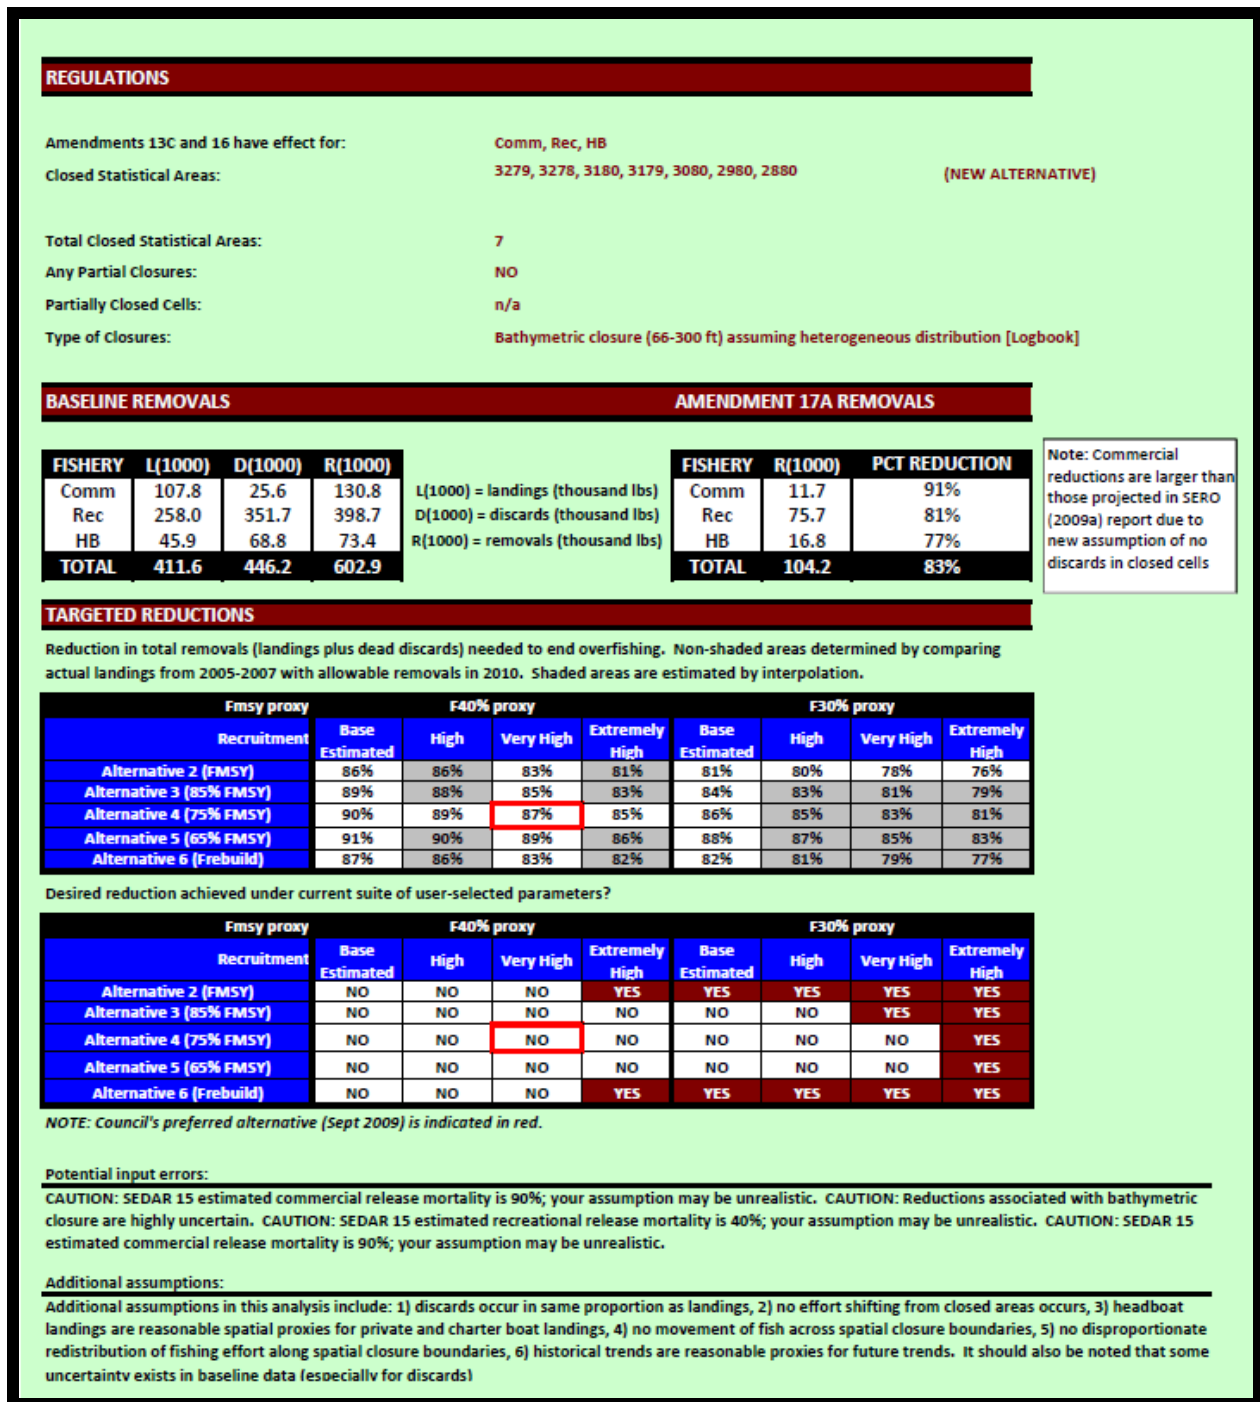 REGULATIONS
Amendments 13C and 16 have effect for: Comm, Rec, HB
Closed Statistical Areas: 3279, 3278, 3180, 3179, 3080, 2980, 2880 (NEW ALTERNATIVE)
Total Closed Statistical Areas: 7
Any Partial Closures: NO
Partially Closed Cells: n/a
Type of Closures: Bathymetric closure (66-300 ft) assuming heterogeneous distribution [Logbook]
BASELINE REMOVALS AMENDMENT 17A REMOVALS
FISHERY L(1000) D(1000) R(1000)
Comm 107.8 25.6 130.8
Rec 258.0 351.7 398.7
HB 45.9 68.8 73.4
TOTAL 411.6 446.2 602.9
L(1000) = landings (thousand lbs)
D(1000) = discards (thousand lbs)
R(1000) = removals (thousand lbs)
FISHERY R(1000) PCT REDUCTION
Comm 11.7 91%
Rec 75.7 81%
HB 16.8 77%
TOTAL 104.2 83%
Note: Commercial
reductions are larger than
those projected in SERO
(2009a) report due to
new assumption of no
discards in closed cells
TARGETED REDUCTIONS
Reduction in total removals (landings plus dead discards) needed to end overfishing. Non-shaded areas determined by comparing
actual landings from 2005-2007 with allowable removals in 2010. Shaded areas are estimated by interpolation.
Fmsy proxy F40% proxy F30% proxy
Recruitment Base Estimated High Very High Extremely High Base Estimated High Very High Extremely High
Alternative 2 (FMSY) 86% 86% 83% 81% 81% 80% 78% 76%
Alternative 3 (85% FMSY) 89% 88% 85% 83% 84% 83% 81% 79%
Alternative 4 (75% FMSY) 90% 89% 87% 85% 86% 85% 83% 81%
Alternative 5 (65% FMSY) 91% 90% 89% 86% 88% 87% 85% 83%
Alternative 6 (Frebuild) 87% 86% 83% 82% 82% 81% 79% 77%
Desired reduction achieved under current suite of user-selected parameters?
Fmsy proxy F40% proxy F30% proxy
Recruitment Base Estimated High Very High Extremely High Base Estimated High Very High Extremely High
Alternative 2 (FMSY) NO NO NO YES YES YES YES YES
Alternative 3 (85% FMSY) NO NO NO NO NO NO YES YES
Alternative 4 (75% FMSY) NO NO NO NO NO NO NO YES
Alternative 5 (65% FMSY) NO NO NO NO NO NO NO YES
Alternative 6 (Frebuild) NO NO NO YES YES YES YES YES
NOTE: Council's preferred alternative (Sept 2009) is indicated in red.
Potential input errors:
CAUTION: SEDAR 15 estimated commercial release mortality is 90%; your assumption may be unrealistic. CAUTION: Reductions associated with bathymetric
closure are highly uncertain. CAUTION: SEDAR 15 estimated recreational release mortality is 40%; your assumption may be unrealistic. CAUTION: SEDAR 15
estimated commercial release mortality is 90%; your assumption may be unrealistic.
Additional assumptions:
Additional assumptions in this analysis include: 1) discards occur in same proportion as landings, 2) no effort shifting from closed areas occurs, 3) headboat
landings are reasonable spatial proxies for private and charter boat landings, 4) no movement of fish across spatial closure boundaries, 5) no disproportionate
redistribution of fishing effort along spatial closure boundaries, 6) historical trends are reasonable proxies for future trends. It should also be noted that some
uncertainty exists in baseline data (especially for discards)